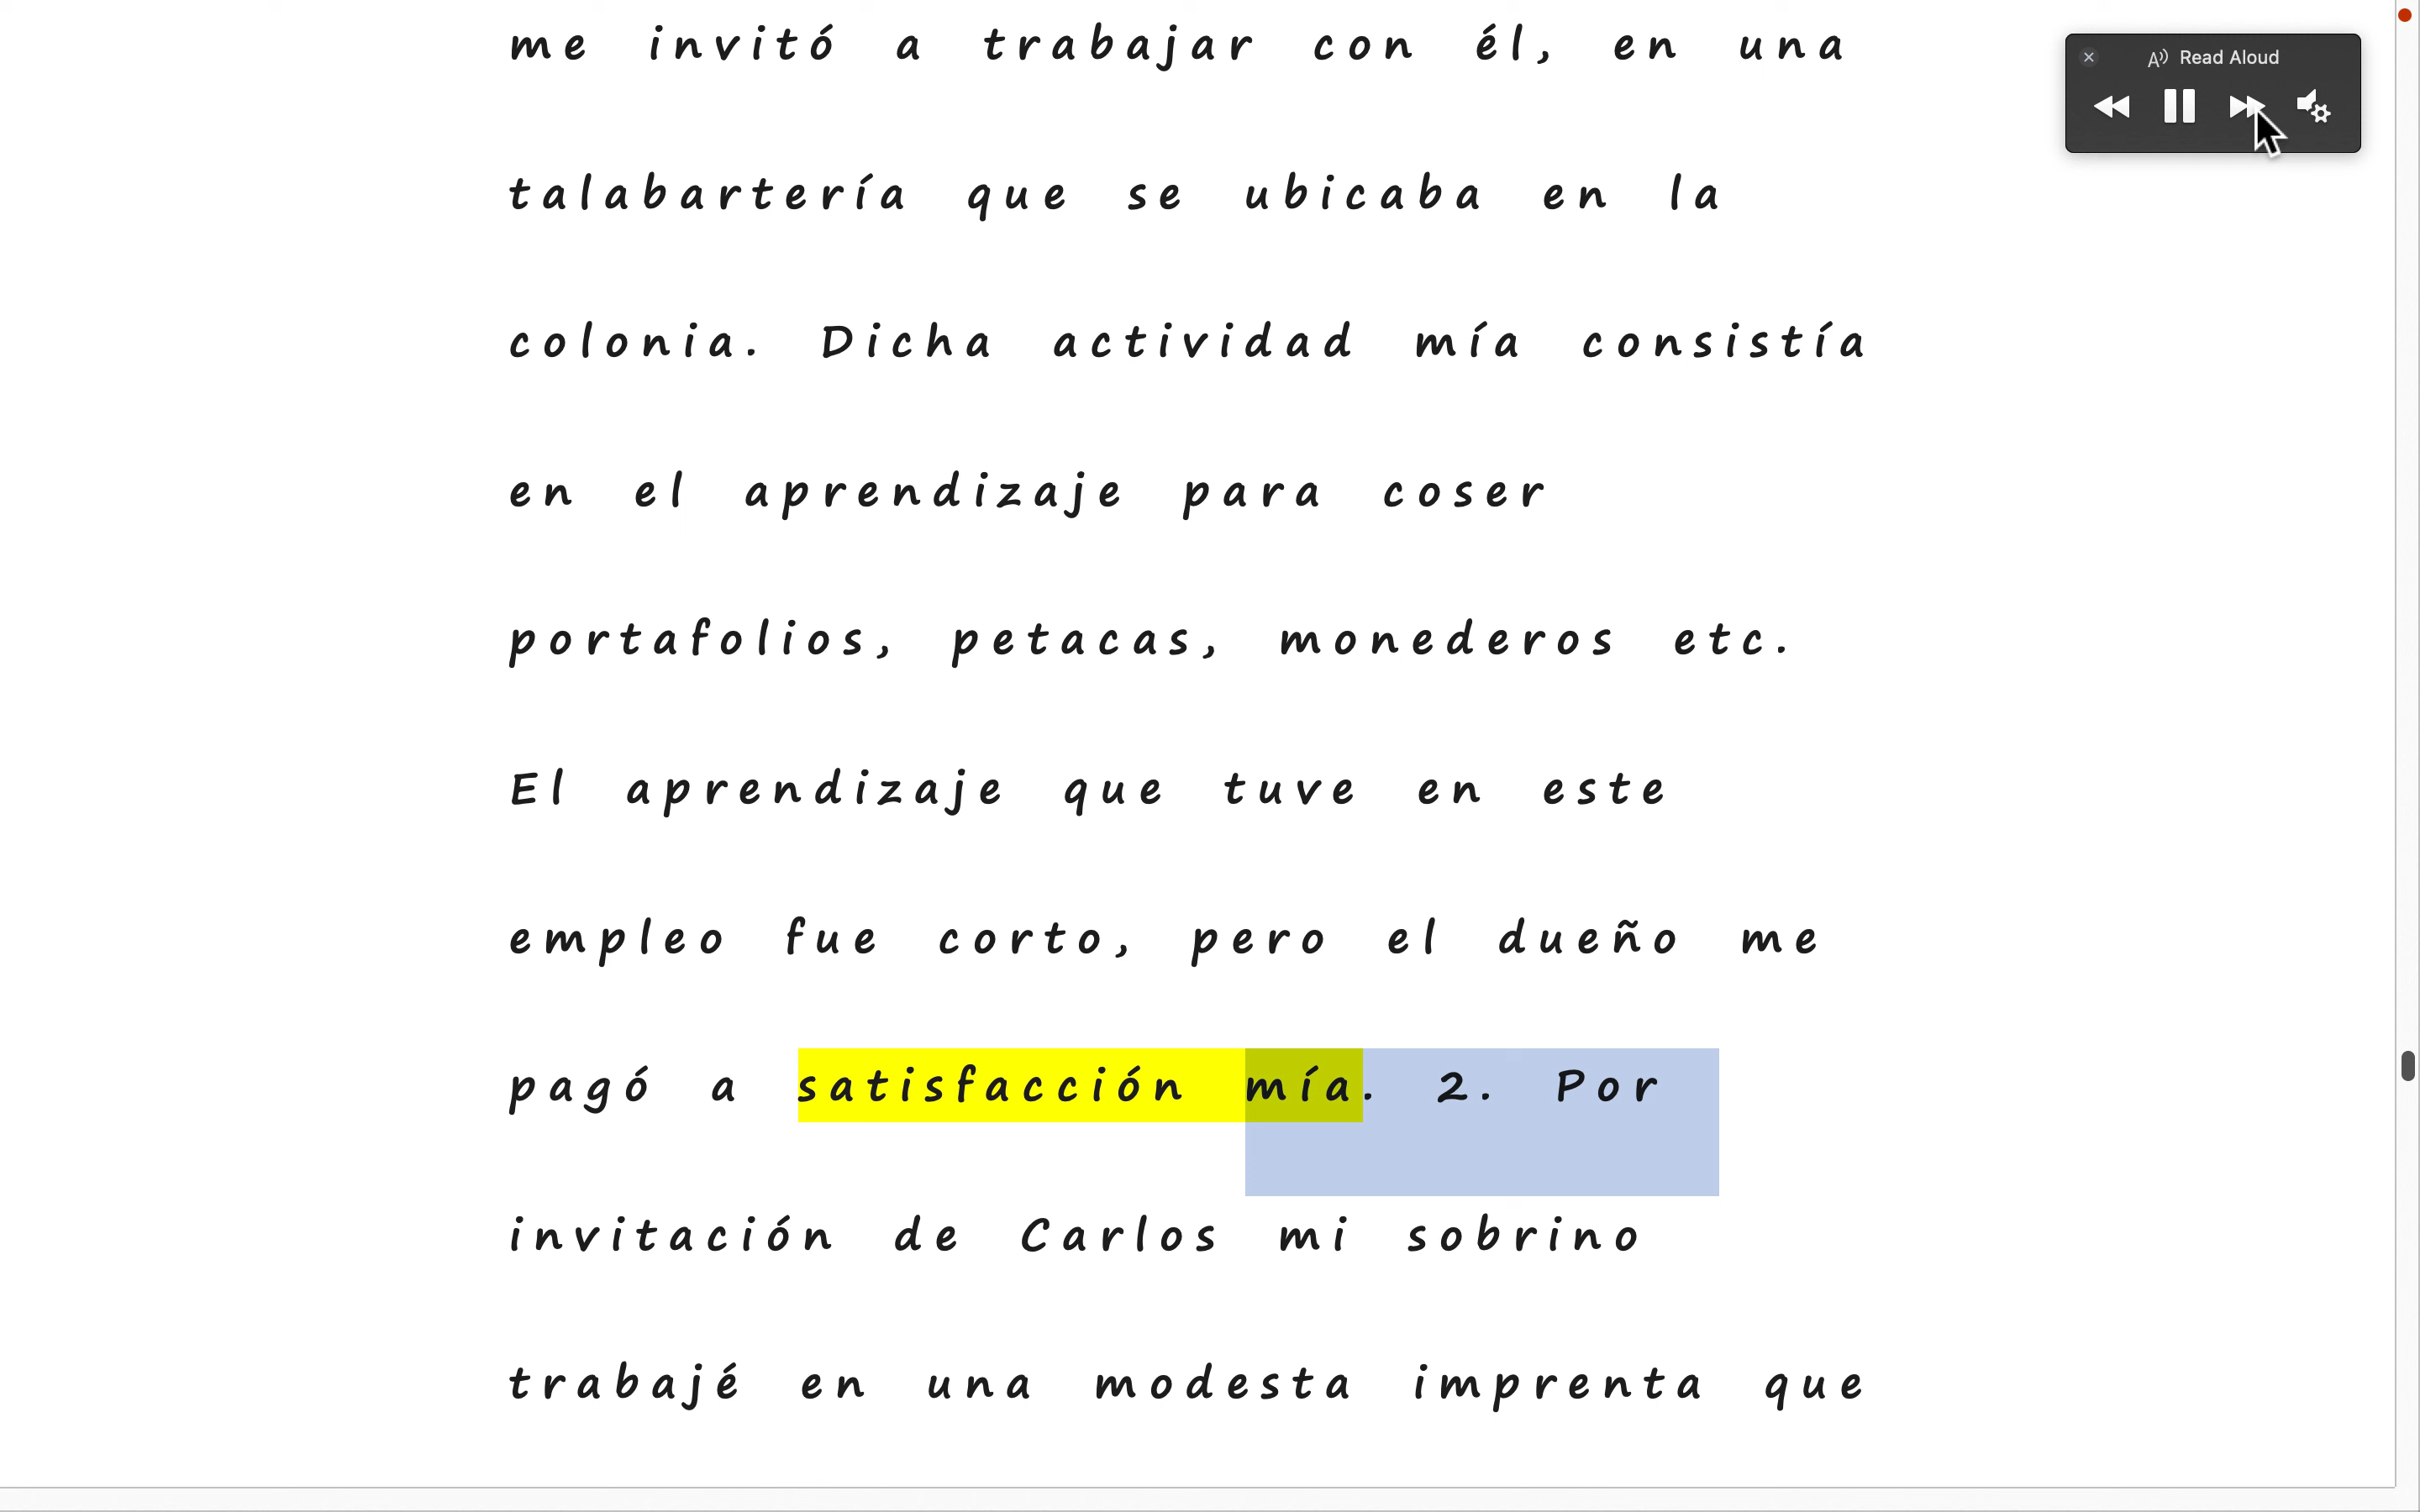 me invitó a trabajar con él, en una
Read Aloud
talabartería que se ubicaba en la
colonia. Dicha actividad mía consistía
en el aprendizaje para coser
portafolios, petacas, monederos etc.
El aprendizaje que tuve en este
empleo fue corto, pero el dueño me
pagó a satisfacción mía. 2. Por
invitación de Carlos mi sobrino
trabajé en una modesta imprenta que